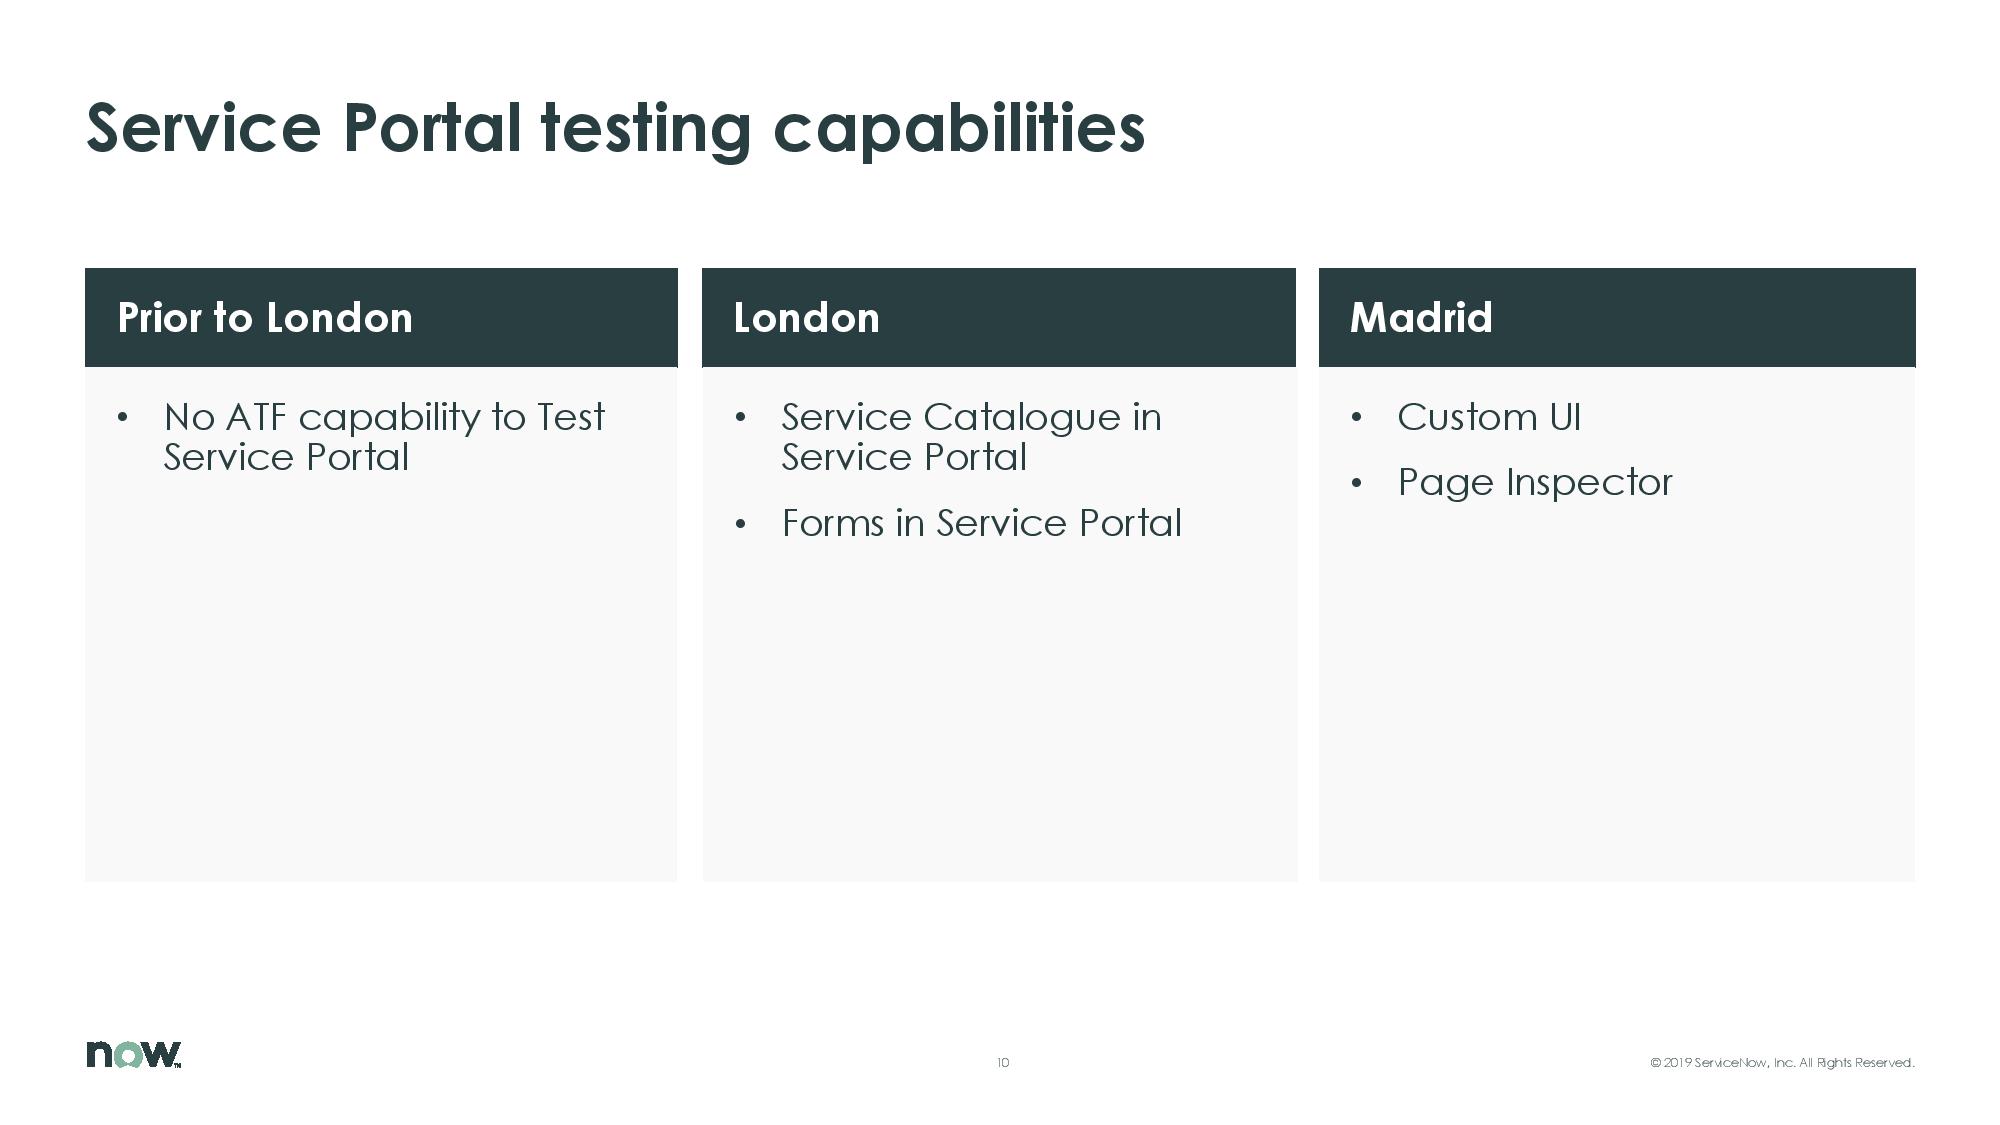 Service Portal testing capabilities
Prior to London
• No ATF capability to Test
Service Portal
London
• Service Catalogue in
Service Portal
• Forms in Service Portal
Madrid
• Custom UI
• Page Inspector
now™
10
© 2019 ServiceNow, Inc. All Rights Reserved.